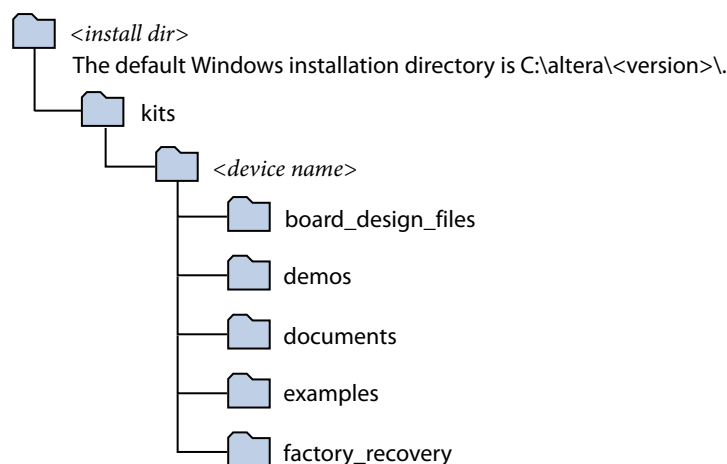 <install dir>
The default Windows installation directory is C:\altera\<version>\.
kits
<device name>
board_design_files
demos
documents
examples
factory_recovery